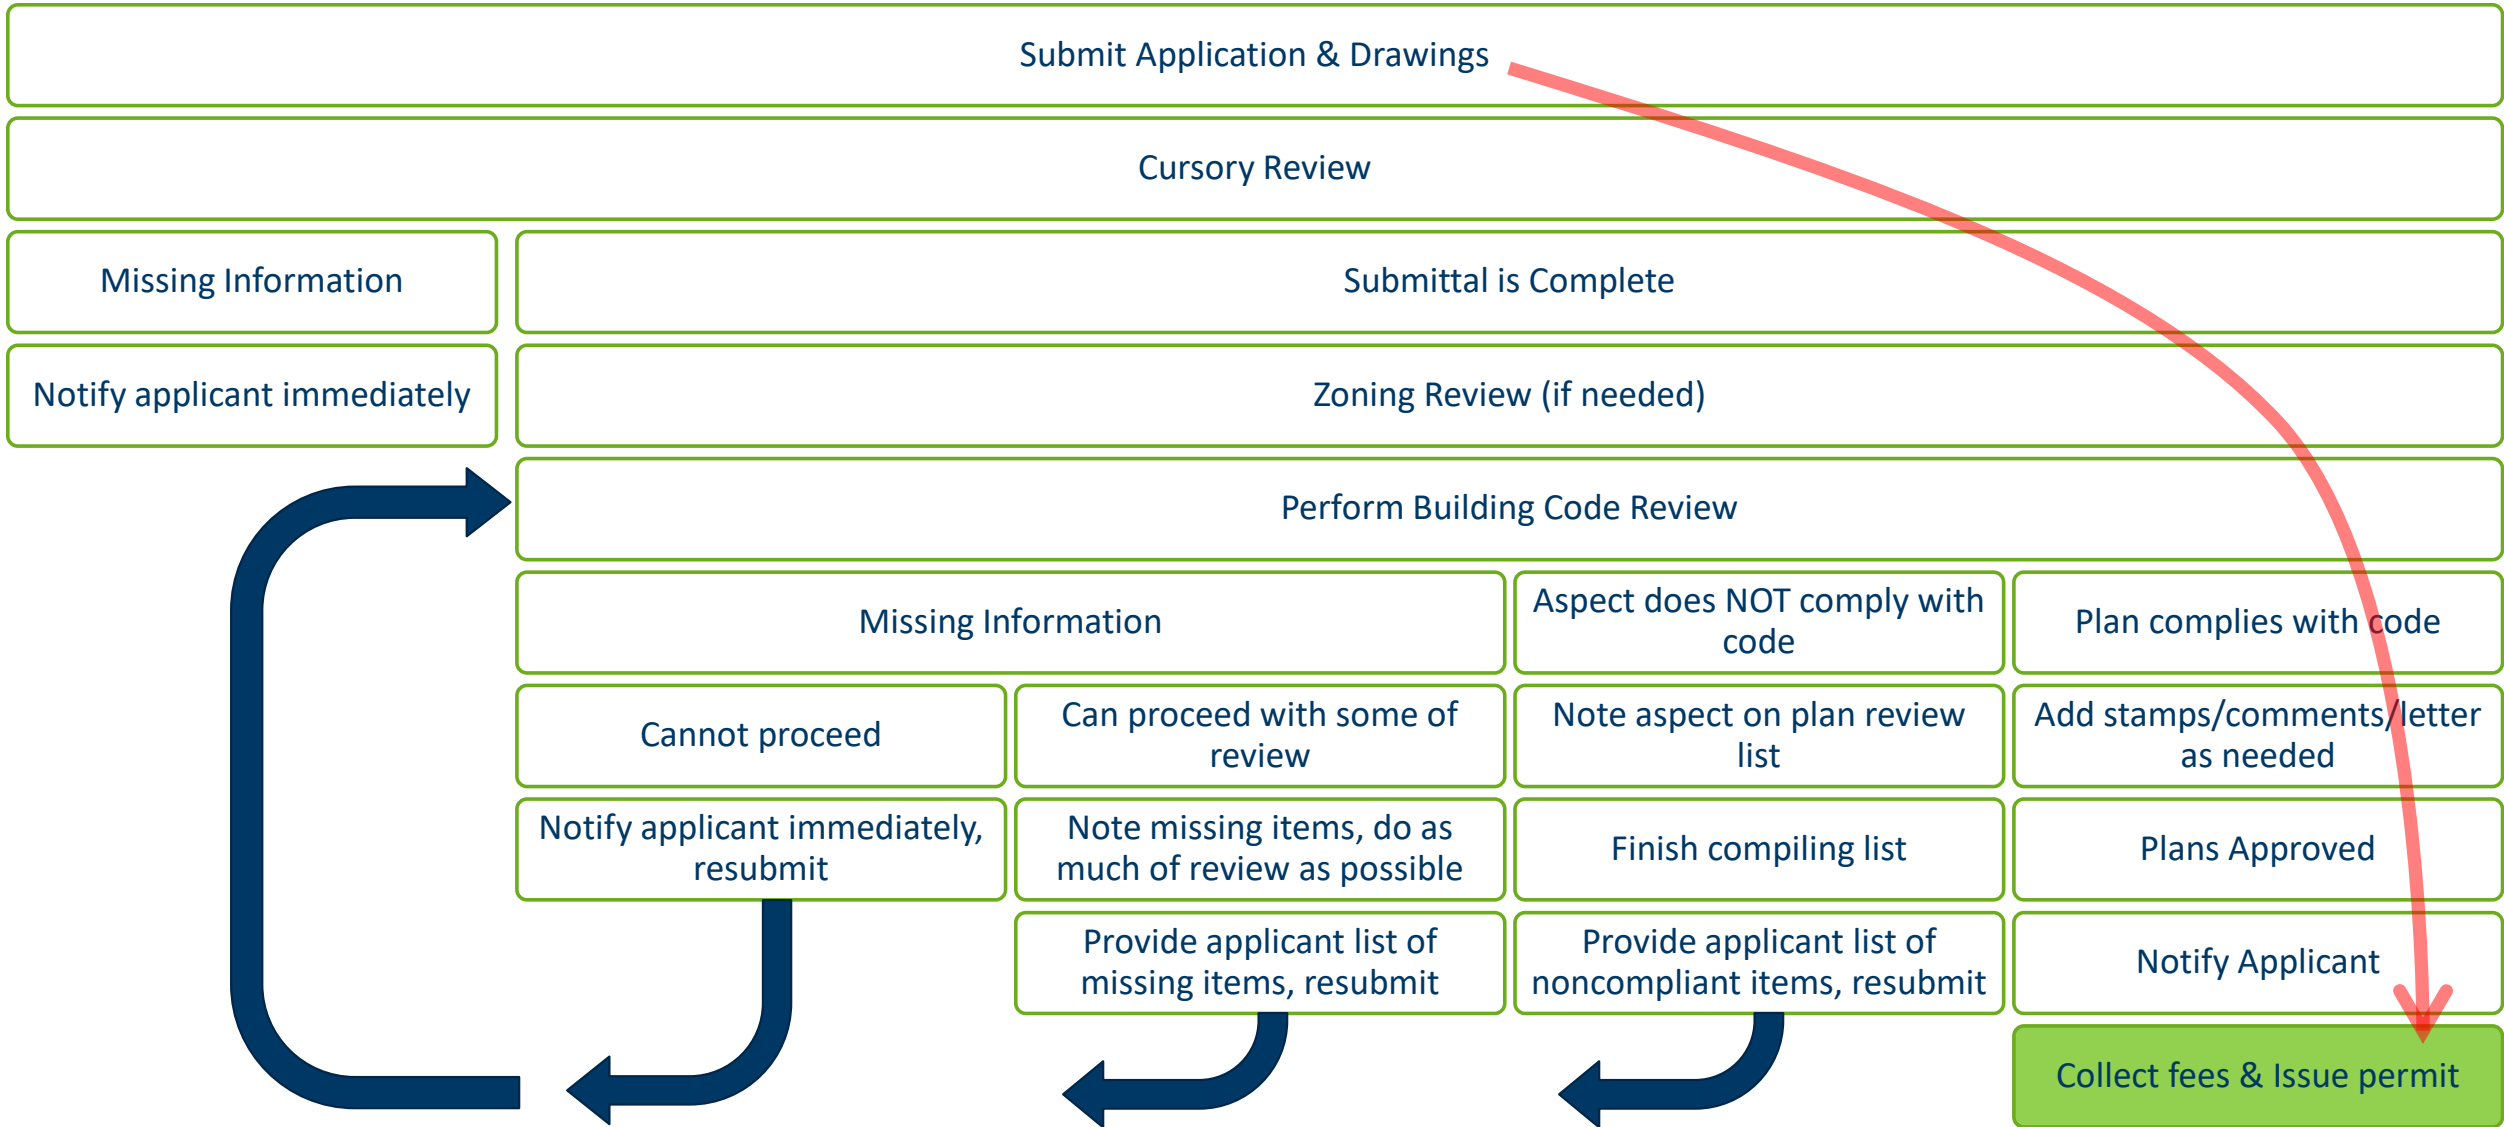 Submit Application & Drawings
Cursory Review
Missing Information
Submittal is Complete
Notify applicant immediately
Zoning Review (if needed)
Perform Building Code Review
Missing Information
Aspect does NOT comply with
code
Plan complies with code
Cannot proceed
Can proceed with some of
review
Note aspect on plan review
list
Add stamps/comments/letter
as needed
Notify applicant immediately,
resubmit
Note missing items, do as
much of review as possible
Finish compiling list
Plans Approved
Provide applicant list of
missing items, resubmit
Provide applicant list of
noncompliant items, resubmit
Notify Applicant
Collect fees & Issue permit